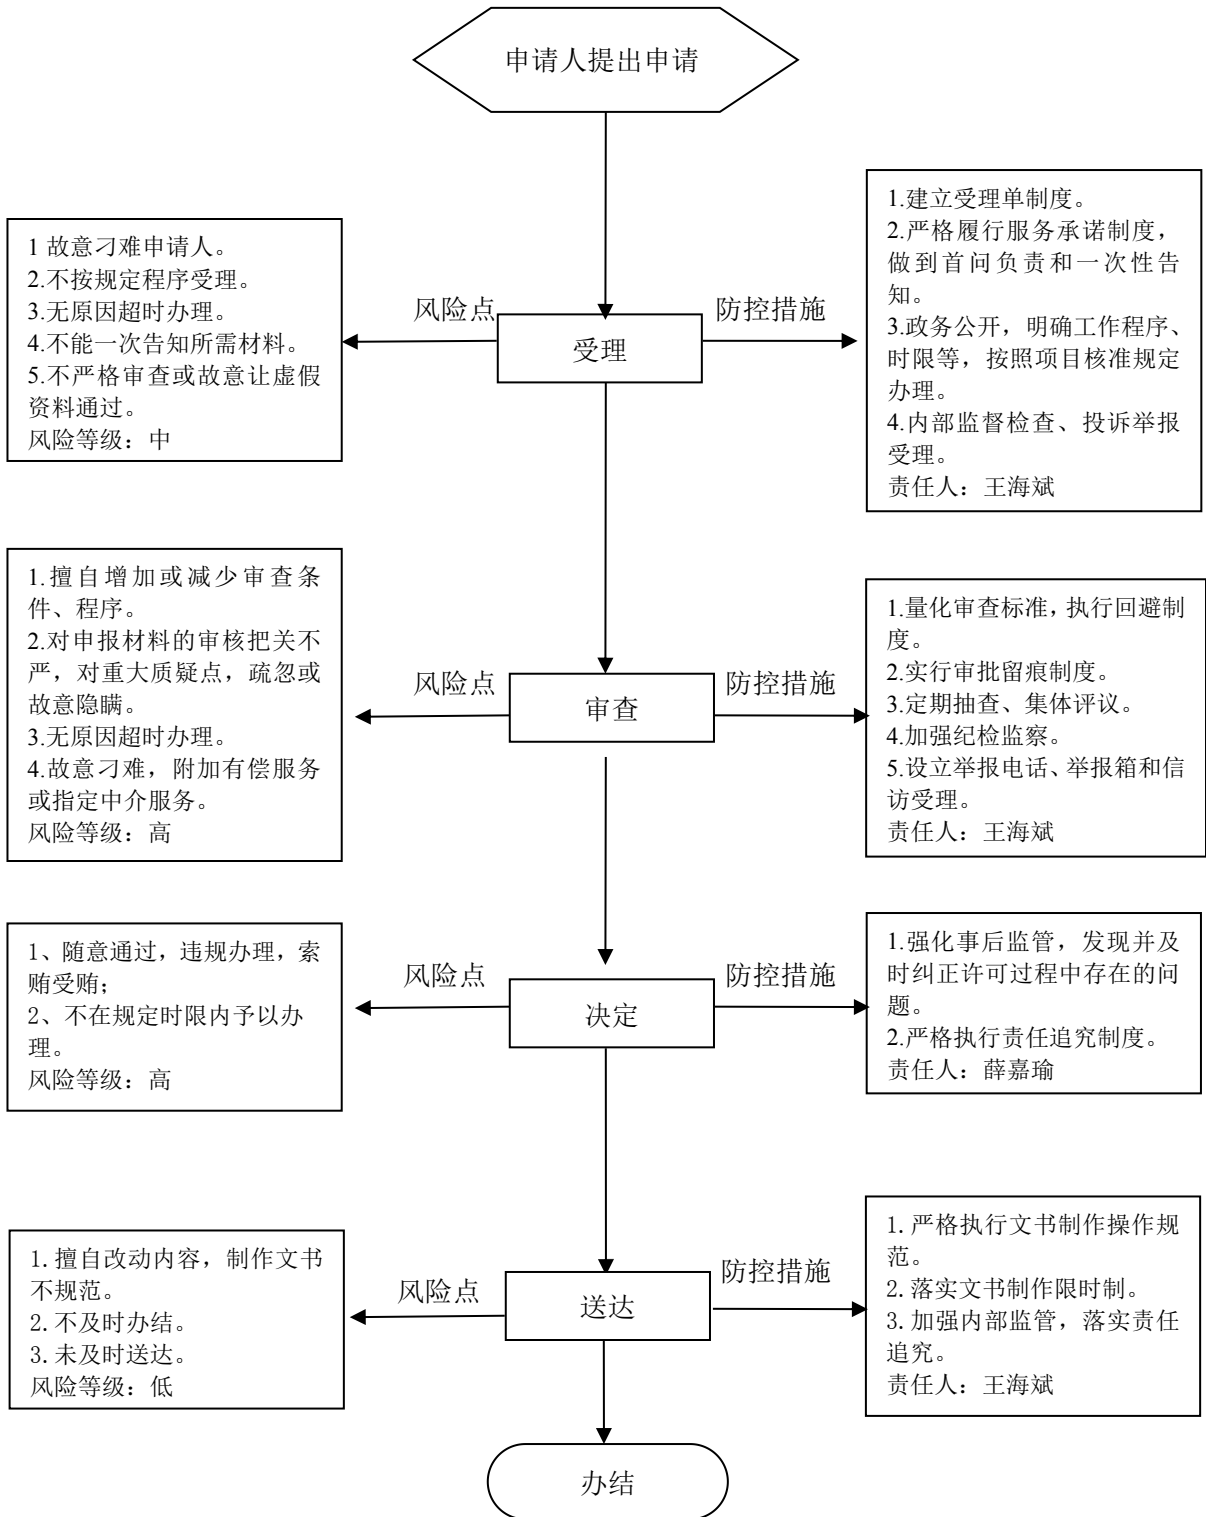 申请人提出申请
1 故意刁难申请人。
2.不按规定程序受理。
3.无原因超时办理。
4.不能一次告知所需材料。
5.不严格审查或故意让虚假
资料通过。
风险等级：中
风险点
受理
防控措施
1.建立受理单制度。
2.严格履行服务承诺制度，
做到首问负责和一次性告
知。
3.政务公开，明确工作程序、
时限等，按照项目核准规定
办理。
4.内部监督检查、投诉举报
受理。
责任人：王海斌
1.擅自增加或减少审查条
件、程序。
2.对申报材料的审核把关不
严，对重大质疑点，疏忽或
故意隐瞒。
3.无原因超时办理。
4.故意刁难，附加有偿服务
或指定中介服务。
风险等级：高
风险点
审查
防控措施
1.量化审查标准，执行回避制
度。
2.实行审批留痕制度。
3.定期抽查、集体评议。
4.加强纪检监察。
5.设立举报电话、举报箱和信
访受理。
责任人：王海斌
1、随意通过，违规办理，索
贿受贿；
2、不在规定时限内予以办
理。
风险等级：高
风险点
决定
防控措施
1.强化事后监管，发现并及
时纠正许可过程中存在的问
题。
2.严格执行责任追究制度。
责任人：薛嘉瑜
1.擅自改动内容，制作文书
不规范。
2.不及时办结。
3.未及时送达。
风险等级：低
风险点
送达
防控措施
1.严格执行文书制作操作规
范。
2.落实文书制作限时制。
3.加强内部监管，落实责任
追究。
责任人：王海斌
办结